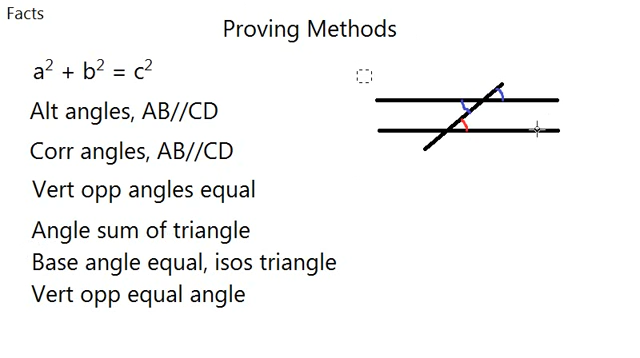 Facts
Proving Methods
a² + b² = c²
Alt angles, AB//CD
Corr angles, AB//CD
Vert opp angles equal
Angle sum of triangle
Base angle equal, isos triangle
Vert opp equal angle